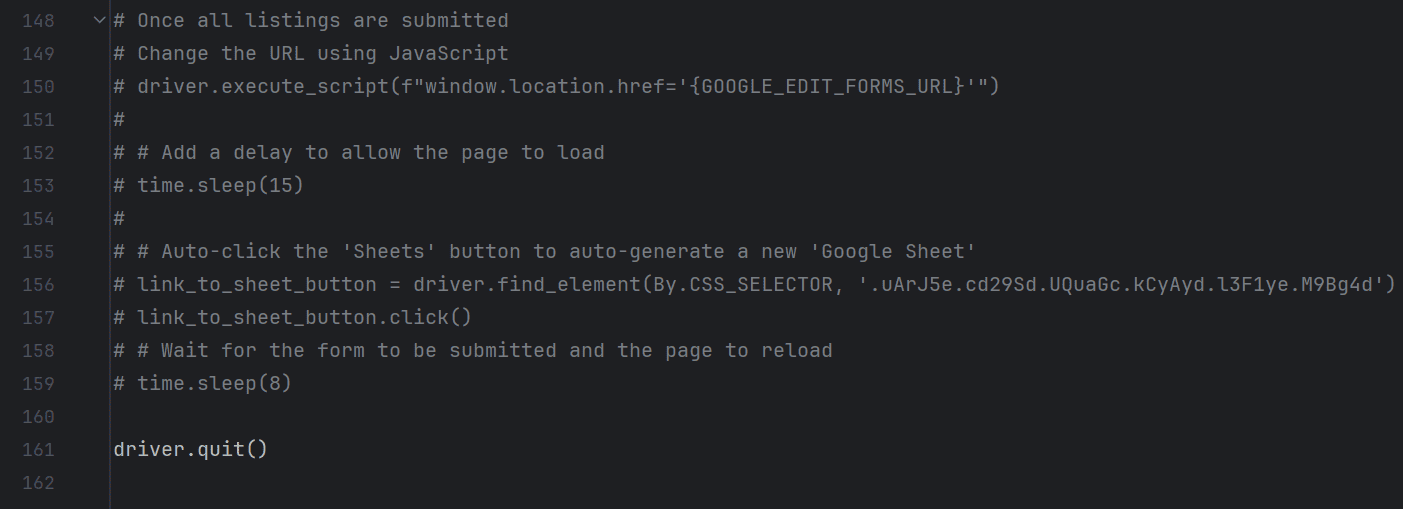 148 # Once all listings are submitted
149 # Change the URL using JavaScript
150 # driver.execute_script(f"window.location.href='{GOOGLE_EDIT_FORMS_URL}'")
151 #
152 # # Add a delay to allow the page to load
153 # time.sleep(15)
154 #
155 # # Auto-click the 'Sheets' button to auto-generate a new 'Google Sheet'
156 # link_to_sheet_button = driver.find_element(By.CSS_SELECTOR, '.uArJ5e.cd29Sd.UQuaGc.kCyAyd.l3F1ye.M9Bg4d')
157 # link_to_sheet_button.click()
158 # # Wait for the form to be submitted and the page to reload
159 # time.sleep(8)
160
161 driver.quit()
162